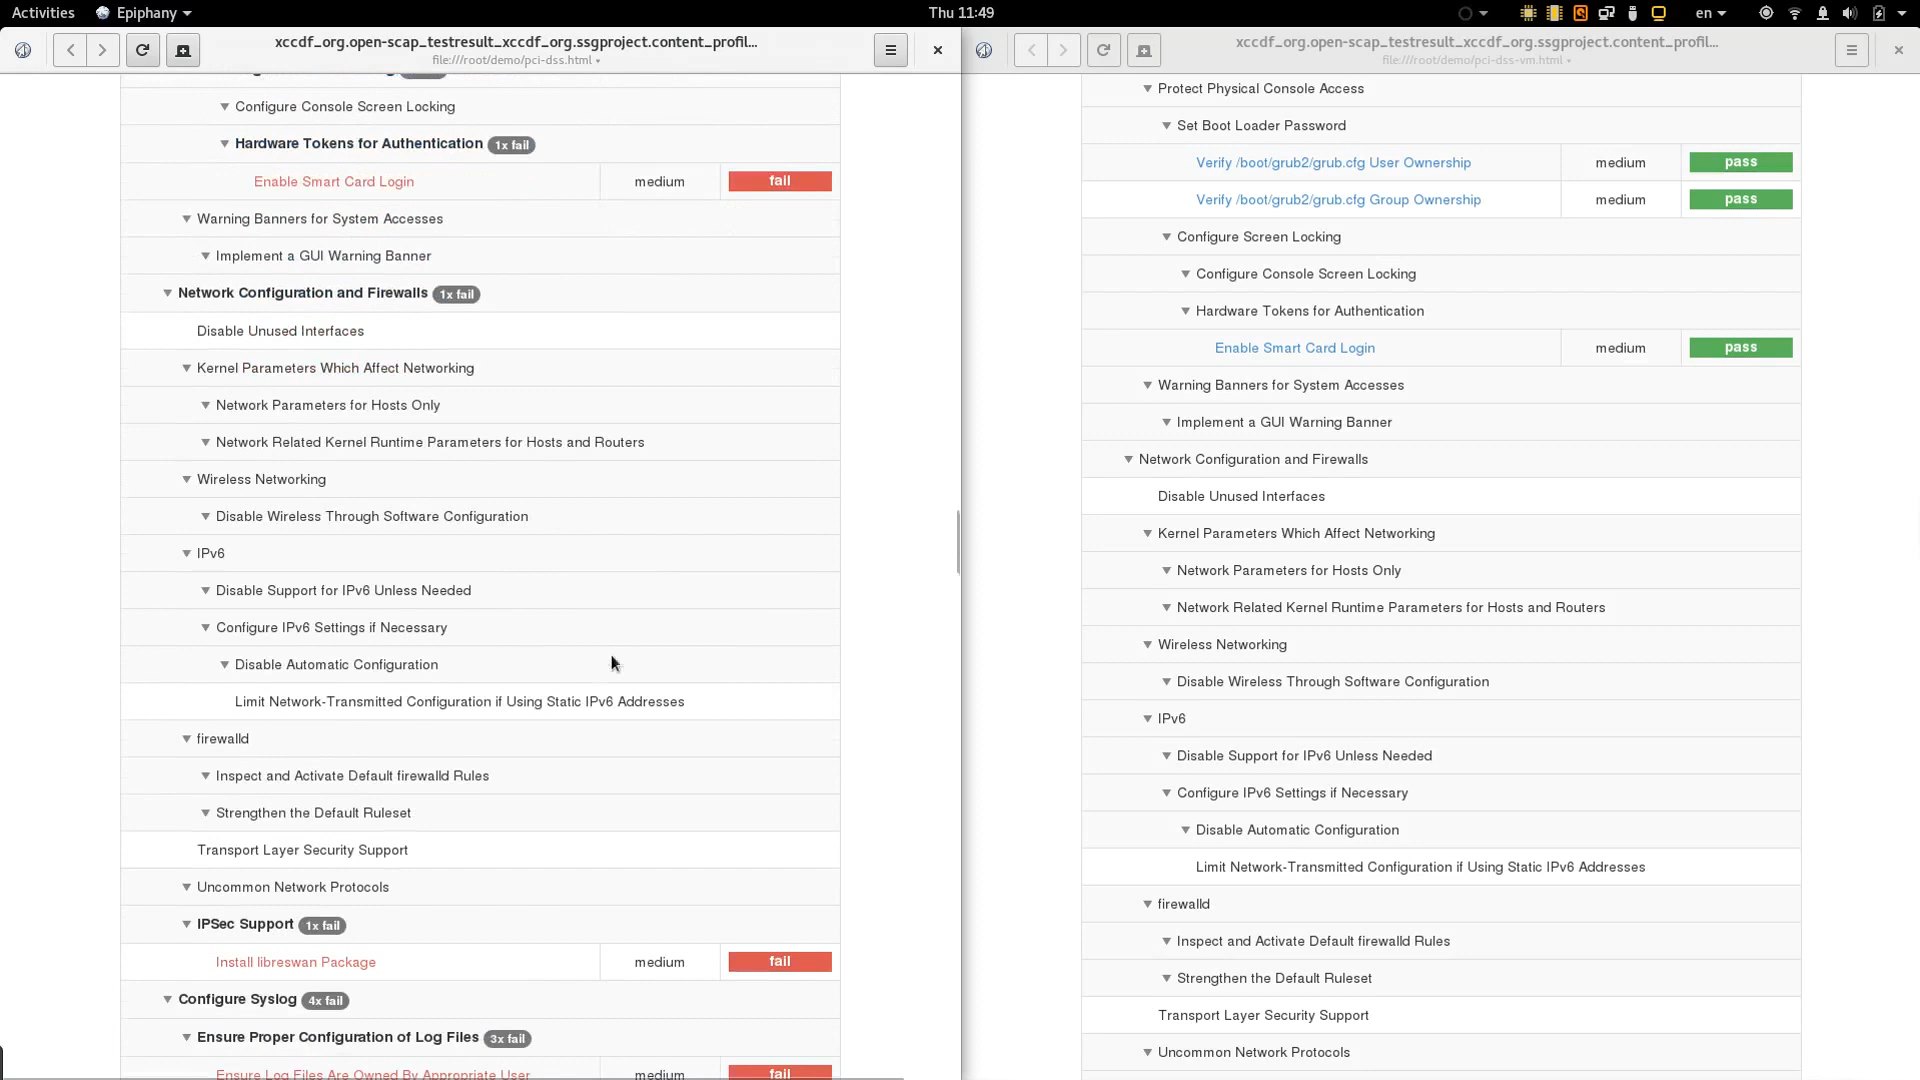 Activities
Epiphany
Thu 11:49
en
xccdf_org.open-scap_testresult_xccdf_org.ssgproject.content_profil...
file:///root/demo/pci-dss.html
Configure Console Screen Locking
Hardware Tokens for Authentication 1x fail
Enable Smart Card Login medium fail
Warning Banners for System Accesses
Implement a GUI Warning Banner
Network Configuration and Firewalls 1x fail
Disable Unused Interfaces
Kernel Parameters Which Affect Networking
Network Parameters for Hosts Only
Network Related Kernel Runtime Parameters for Hosts and Routers
Wireless Networking
Disable Wireless Through Software Configuration
IPv6
Disable Support for IPv6 Unless Needed
Configure IPv6 Settings if Necessary
Disable Automatic Configuration
Limit Network-Transmitted Configuration if Using Static IPv6 Addresses
firewalld
Inspect and Activate Default firewalld Rules
Strengthen the Default Ruleset
Transport Layer Security Support
Uncommon Network Protocols
IPSec Support 1x fail
Install libreswan Package medium fail
Configure Syslog 4x fail
Ensure Proper Configuration of Log Files 3x fail
Ensure Log Files Are Owned By Appropriate User medium fail
xccdf_org.open-scap_testresult_xccdf_org.ssgproject.content_profil...
file:///root/demo/pci-dss-vm.html
Protect Physical Console Access
Set Boot Loader Password
Verify /boot/grub2/grub.cfg User Ownership medium pass
Verify /boot/grub2/grub.cfg Group Ownership medium pass
Configure Screen Locking
Configure Console Screen Locking
Hardware Tokens for Authentication
Enable Smart Card Login medium pass
Warning Banners for System Accesses
Implement a GUI Warning Banner
Network Configuration and Firewalls
Disable Unused Interfaces
Kernel Parameters Which Affect Networking
Network Parameters for Hosts Only
Network Related Kernel Runtime Parameters for Hosts and Routers
Wireless Networking
Disable Wireless Through Software Configuration
IPv6
Disable Support for IPv6 Unless Needed
Configure IPv6 Settings if Necessary
Disable Automatic Configuration
Limit Network-Transmitted Configuration if Using Static IPv6 Addresses
firewalld
Inspect and Activate Default firewalld Rules
Strengthen the Default Ruleset
Transport Layer Security Support
Uncommon Network Protocols